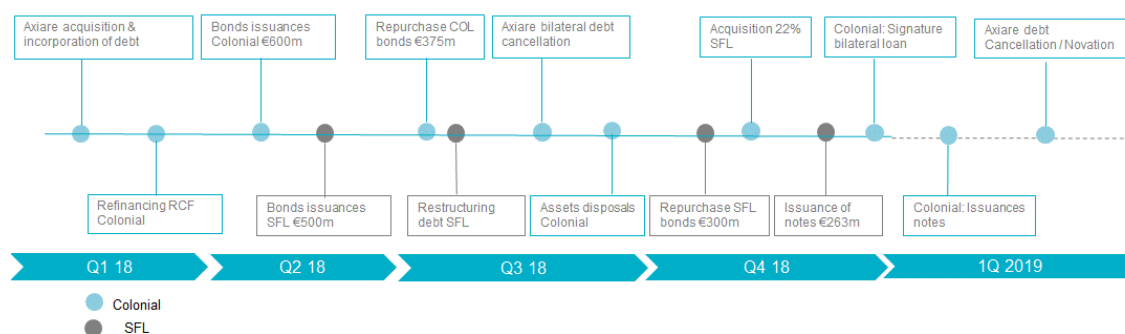 Axiare acquisition &
incorporation of debt
Bonds issuances
Colonial €600m
Repurchase COL
bonds €375m
Axiare bilateral debt
cancellation
Acquisition 22%
SFL
Colonial: Signature
bilateral loan
Axiare debt
Cancellation / Novation
Refinancing RCF
Colonial
Bonds issuances
SFL €500m
Restructuring
debt SFL
Assets disposals
Colonial
Repurchase SFL
bonds €300m
Issuance of
notes €263m
Colonial: Issuances
notes
Q1 18
Q2 18
Q3 18
Q4 18
1Q 2019
Colonial
SFL